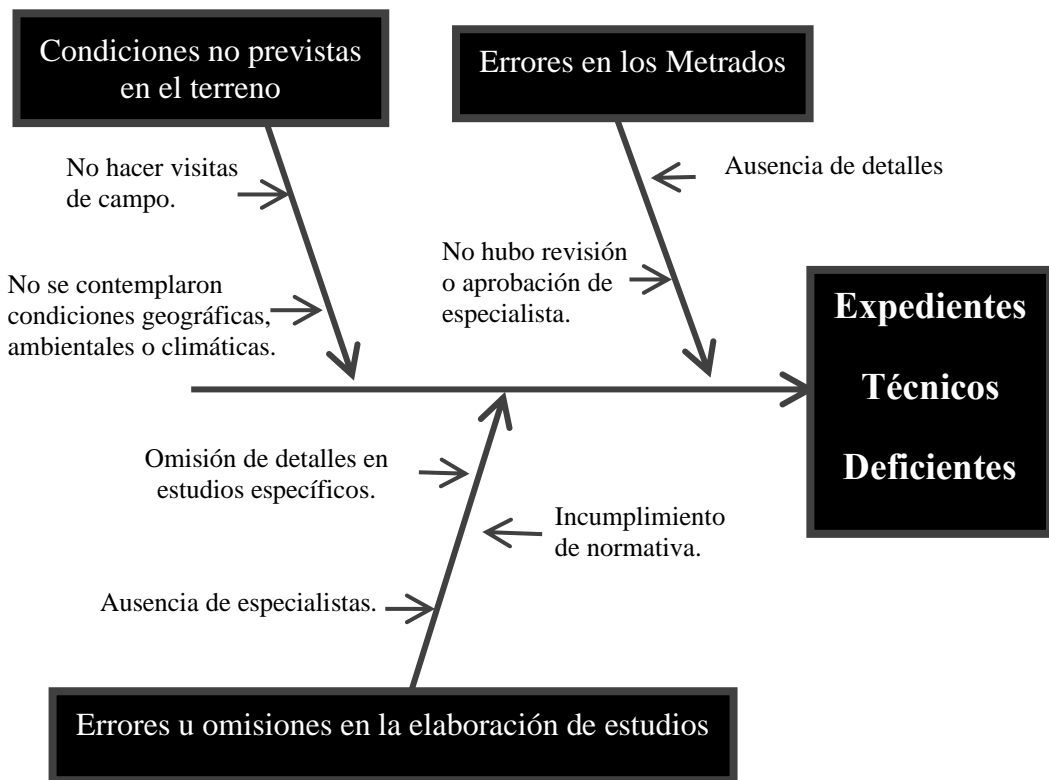 Condiciones no previstas
en el terreno
Errores en los Metrados
No hacer visitas
de campo.
Ausencia de detalles
No se contemplaron
condiciones geográficas,
ambientales o climáticas.
No hubo revisión
o aprobación de
especialista.
Expedientes
Técnicos
Deficientes
Omisión de detalles en
estudios específicos.
Incumplimiento
de normativa.
Ausencia de especialistas.
Errores u omisiones en la elaboración de estudios